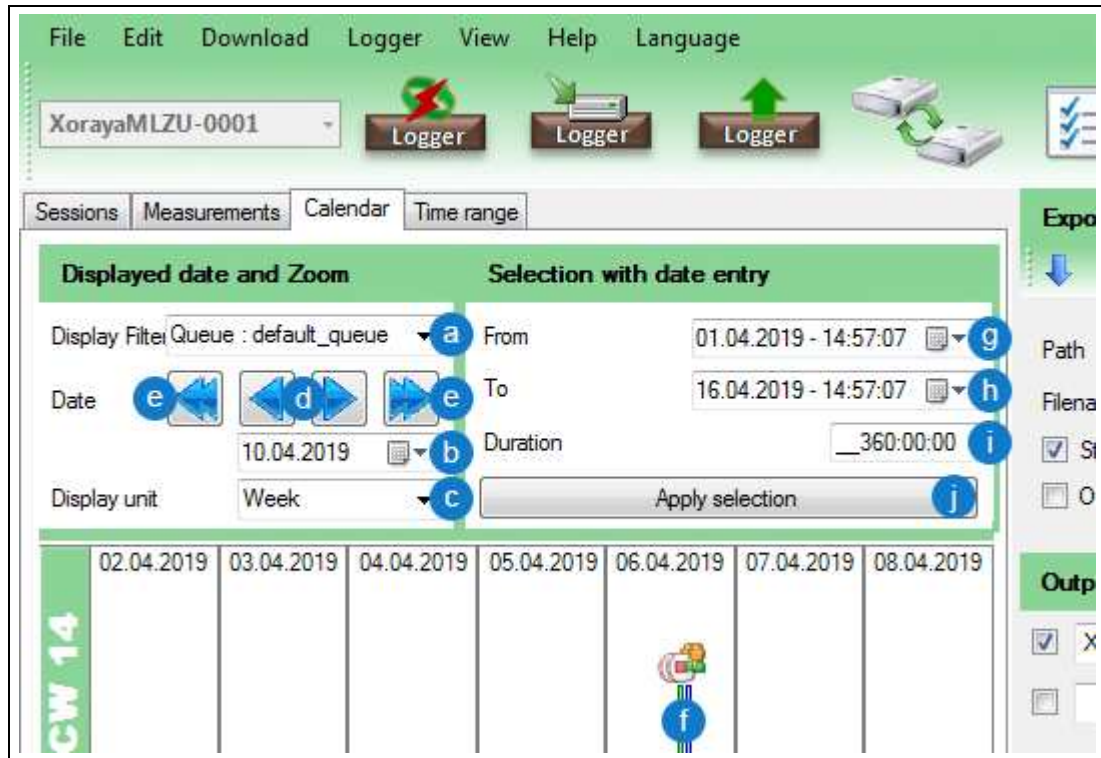 File Edit Download Logger View Help Language
XorayaMLZU-0001 Logger Logger Logger
Sessions Measurements Calendar Time range
Displayed date and Zoom Selection with date entry Expo
Display Filter Queue : default_queue a From 01.04.2019 - 14:57:07 g Path
Date e d e To 16.04.2019 - 14:57:07 h Filena
10.04.2019 b Duration __360:00:00 i St
Display unit Week c Apply selection j O
02.04.2019 03.04.2019 04.04.2019 05.04.2019 06.04.2019 07.04.2019 08.04.2019 Outp
X
CW 14
f